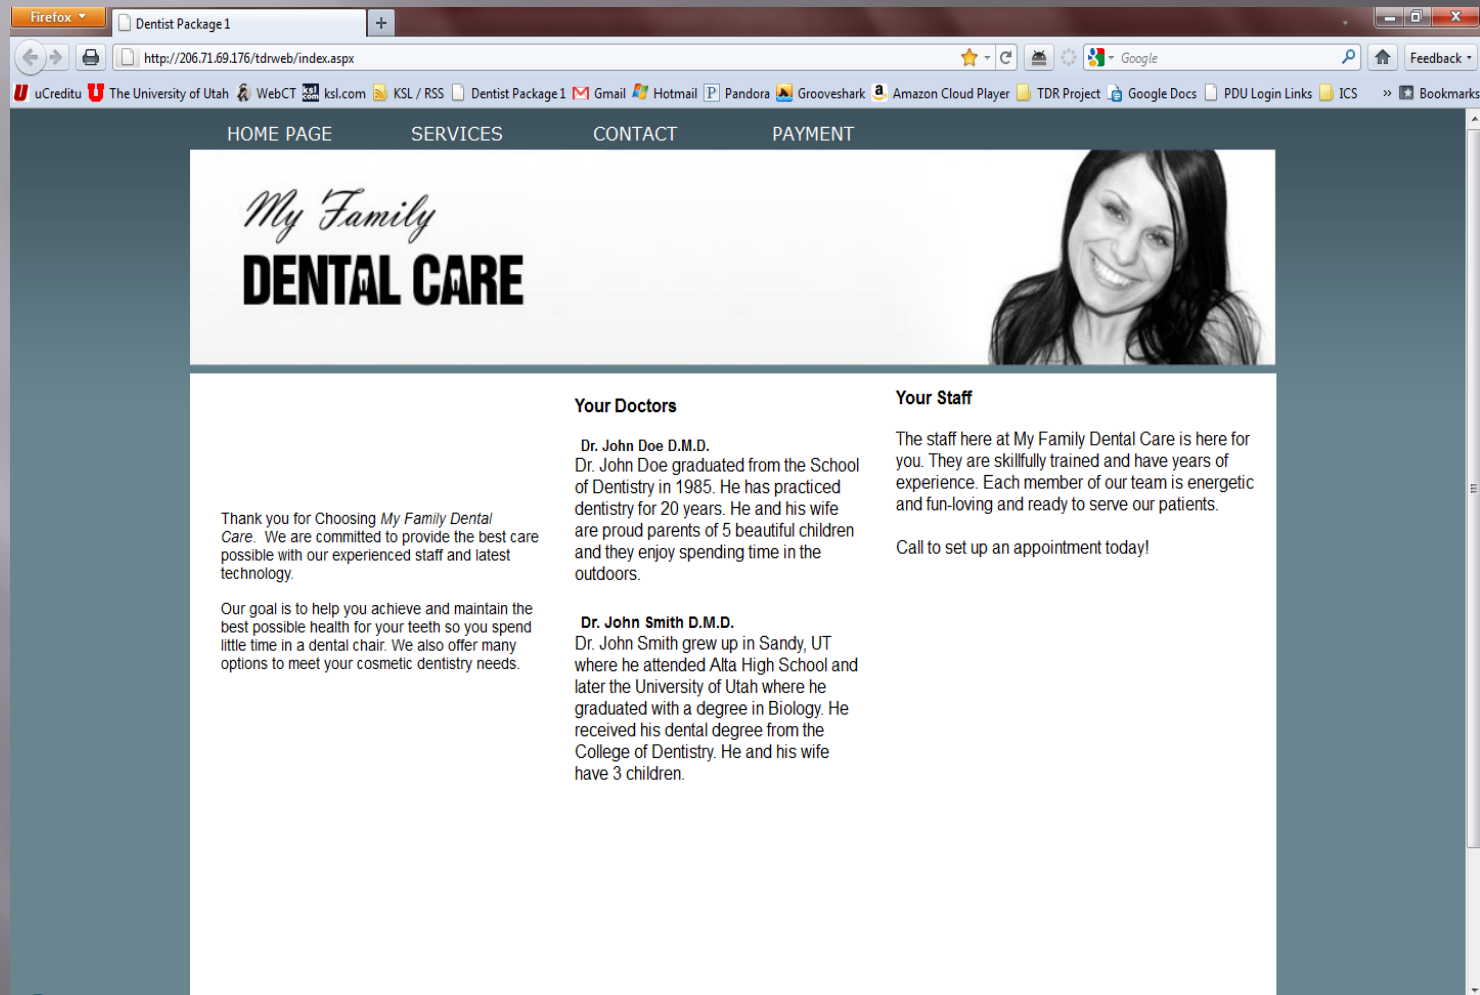 Firefox
Dentist Package 1
+
http://206.71.69.176/tdrweb/index.aspx
Google
Feedback
uCreditu
The University of Utah
WebCT
ksl.com
KSL / RSS
Dentist Package 1
Gmail
Hotmail
Pandora
Grooveshark
Amazon Cloud Player
TDR Project
Google Docs
PDU Login Links
ICS
»
Bookmarks
HOME PAGE
SERVICES
CONTACT
PAYMENT
My Family
DENTAL CARE
Thank you for Choosing My Family Dental
Care.  We are committed to provide the best care
possible with our experienced staff and latest
technology.
Our goal is to help you achieve and maintain the
best possible health for your teeth so you spend
little time in a dental chair. We also offer many
options to meet your cosmetic dentistry needs.
Your Doctors
Dr. John Doe D.M.D.
Dr. John Doe graduated from the School
of Dentistry in 1985. He has practiced
dentistry for 20 years. He and his wife
are proud parents of 5 beautiful children
and they enjoy spending time in the
outdoors.
Dr. John Smith D.M.D.
Dr. John Smith grew up in Sandy, UT
where he attended Alta High School and
later the University of Utah where he
graduated with a degree in Biology. He
received his dental degree from the
College of Dentistry. He and his wife
have 3 children.
Your Staff
The staff here at My Family Dental Care is here for
you. They are skillfully trained and have years of
experience. Each member of our team is energetic
and fun-loving and ready to serve our patients.
Call to set up an appointment today!